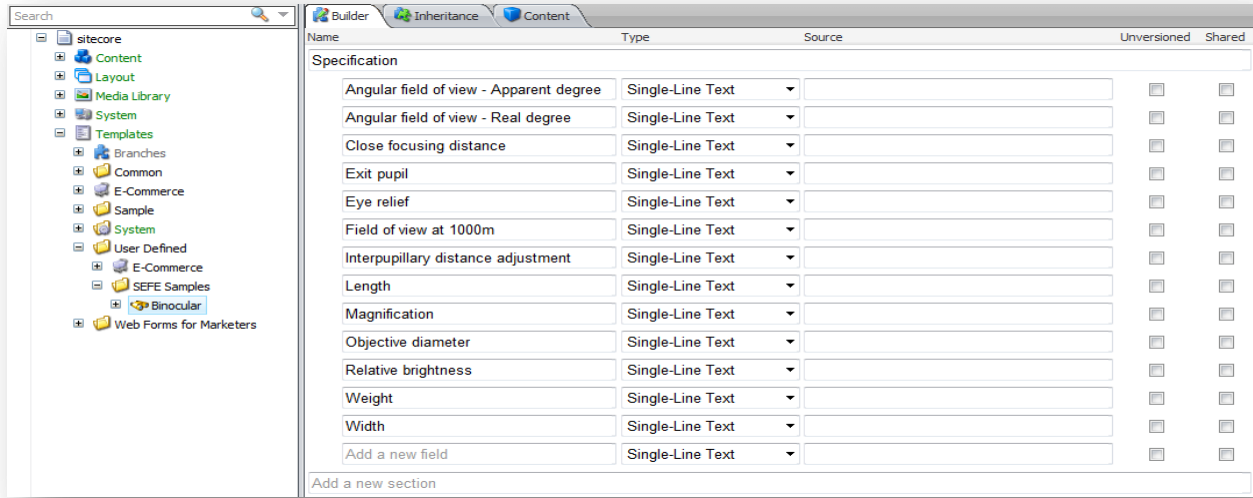 Search
sitecore
Content
Layout
Media Library
System
Templates
Branches
Common
E-Commerce
Sample
System
User Defined
E-Commerce
SEFE Samples
Binocular
Web Forms for Marketers
Builder Inheritance Content
Name Type Source Unversioned Shared
Specification
Angular field of view - Apparent degree Single-Line Text
Angular field of view - Real degree Single-Line Text
Close focusing distance Single-Line Text
Exit pupil Single-Line Text
Eye relief Single-Line Text
Field of view at 1000m Single-Line Text
Interpupillary distance adjustment Single-Line Text
Length Single-Line Text
Magnification Single-Line Text
Objective diameter Single-Line Text
Relative brightness Single-Line Text
Weight Single-Line Text
Width Single-Line Text
Add a new field Single-Line Text
Add a new section